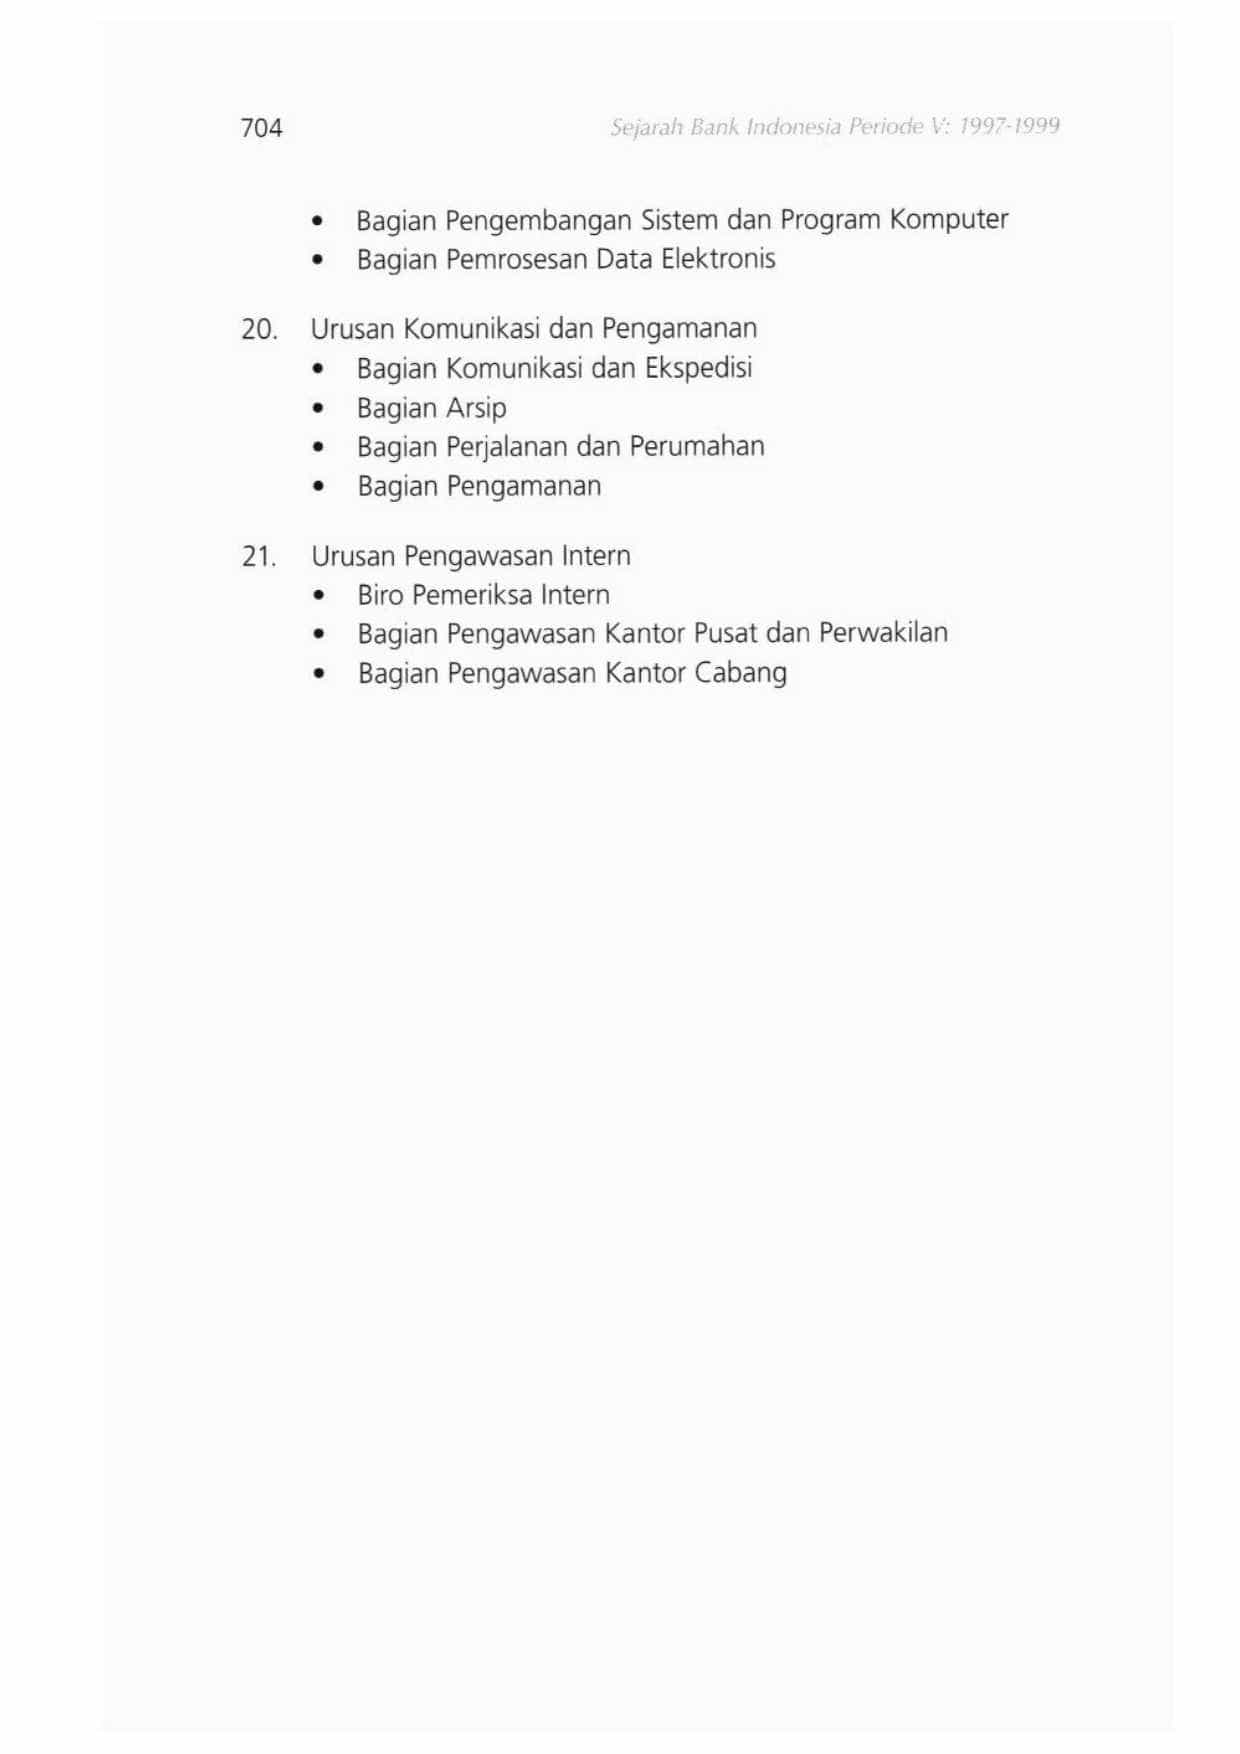 704 Sejarah Bank Indonesia Periode V: 1997-1999
• Bagian Pengembangan Sistem dan Program Komputer
• Bagian Pemrosesan Data Elektronis
20. Urusan Komunikasi dan Pengamanan
• Bagian Komunikasi dan Ekspedisi
• Bagian Arsip
• Bagian Perjalanan dan Perumahan
• Bagian Pengamanan
21. Urusan Pengawasan Intern
• Biro Pemeriksa Intern
• Bagian Pengawasan Kantor Pusat dan Perwakilan
• Bagian Pengawasan Kantor Cabang